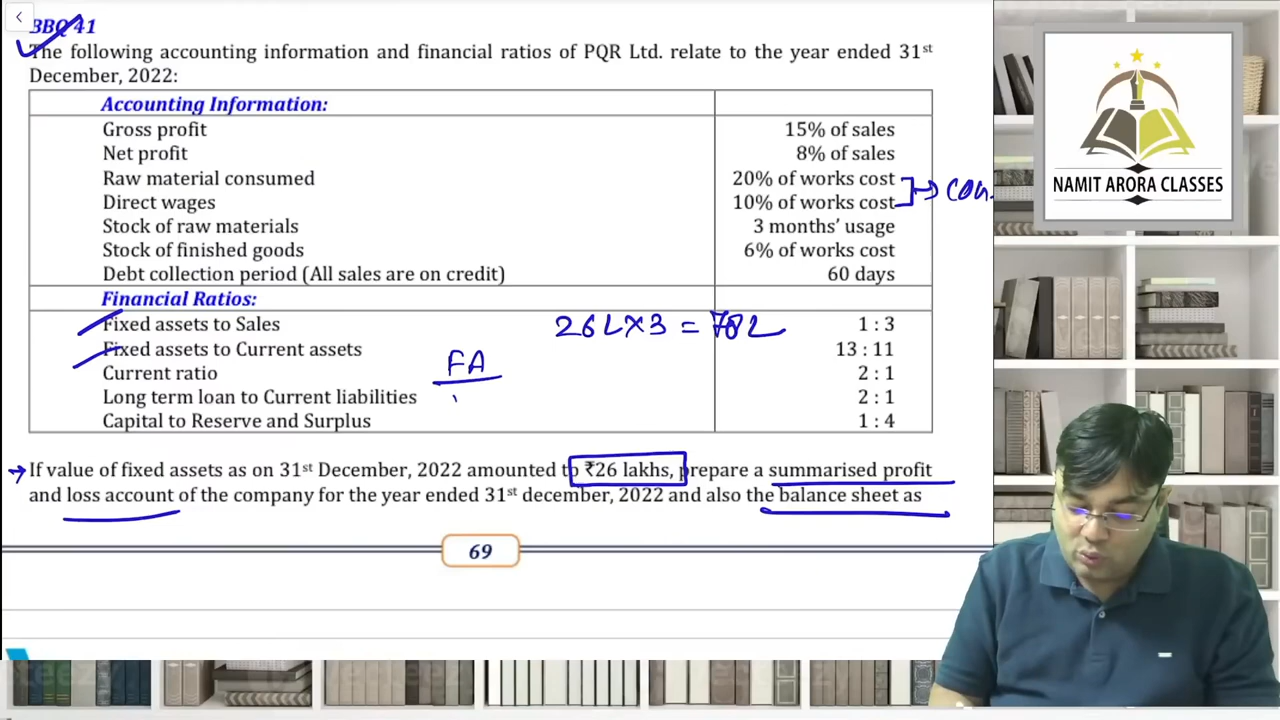 BBQ 41
The following accounting information and financial ratios of PQR Ltd. relate to the year ended 31st
December, 2022:
Accounting Information:
Gross profit 15% of sales
Net profit 8% of sales
Raw material consumed 20% of works cost
Direct wages 10% of works cost
Stock of raw materials 3 months’ usage
Stock of finished goods 6% of works cost
Debt collection period (All sales are on credit) 60 days
Financial Ratios:
Fixed assets to Sales 26L×3 = 78L 1 : 3
Fixed assets to Current assets 13 : 11
FA
Current ratio 2 : 1
Long term loan to Current liabilities 2 : 1
Capital to Reserve and Surplus 1 : 4
If value of fixed assets as on 31st December, 2022 amounted to ₹26 lakhs, prepare a summarised profit
and loss account of the company for the year ended 31st december, 2022 and also the balance sheet as
69
NAMIT ARORA CLASSES